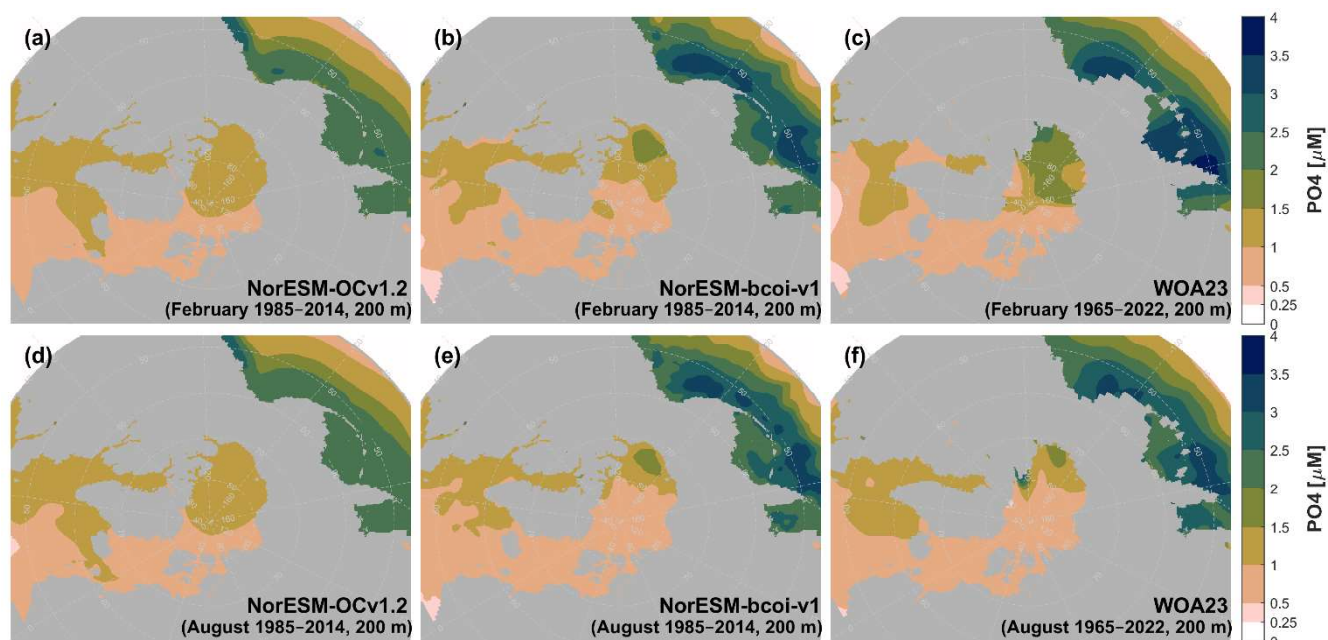 (a)
NorESM-OCv1.2
(February 1985−2014, 200 m)
(b)
NorESM-bcoi-v1
(February 1985−2014, 200 m)
(c)
WOA23
(February 1965−2022, 200 m)
4
3.5
3
2.5
2
1.5
1
0.5
0.25
0
PO4 [µM]
(d)
NorESM-OCv1.2
(August 1985−2014, 200 m)
(e)
NorESM-bcoi-v1
(August 1985−2014, 200 m)
(f)
WOA23
(August 1965−2022, 200 m)
4
3.5
3
2.5
2
1.5
1
0.5
0.25
0
PO4 [µM]